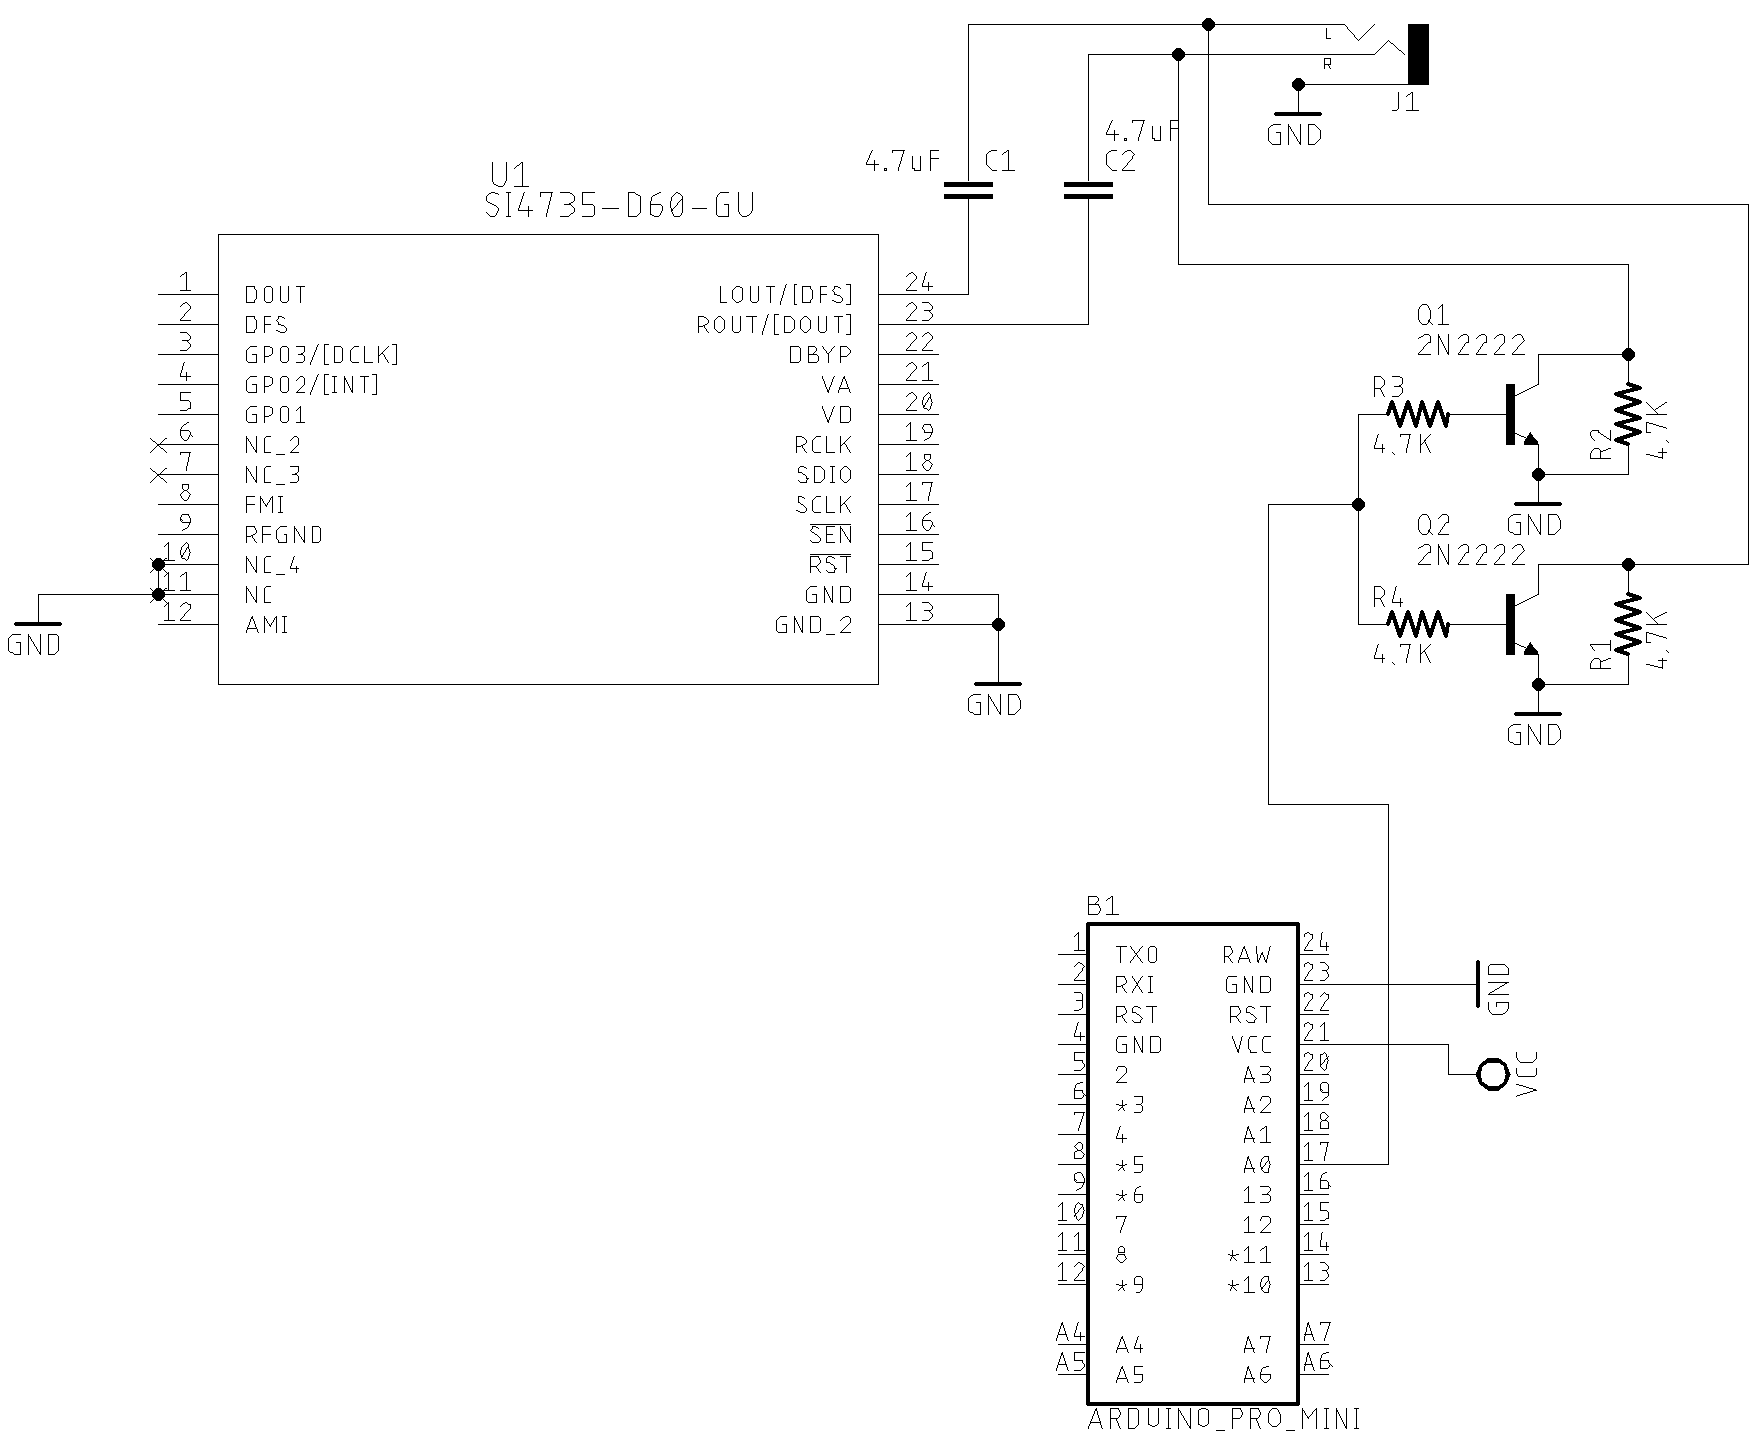 L
R
J1
GND
4.7uF
4.7uF
C1
C2
U1
SI4735-D60-GU
1
DOUT
LOUT/[DFS]
24
2
DFS
ROUT/[DOUT]
23
3
GPO3/[DCLK]
DBYP
22
4
GPO2/[INT]
VA
21
5
GPO1
VD
20
6
NC_2
RCLK
19
7
NC_3
SDIO
18
8
FMI
SCLK
17
9
RFGND
SEN
16
10
NC_4
RST
15
11
NC
GND
14
12
AMI
GND_2
13
GND
GND
Q1
2N2222
R3
4.7K
R2
4.7K
GND
Q2
2N2222
R4
4.7K
R1
4.7K
GND
B1
1
TXO
RAW
24
2
RXI
GND
23
3
RST
RST
22
4
GND
VCC
21
5
2
A3
20
6
*3
A2
19
7
4
A1
18
8
*5
A0
17
9
*6
13
16
10
7
12
15
11
8
*11
14
12
*9
*10
13
A4
A4
A7
A7
A5
A5
A6
A6
ARDUINO_PRO_MINI
GND
VCC